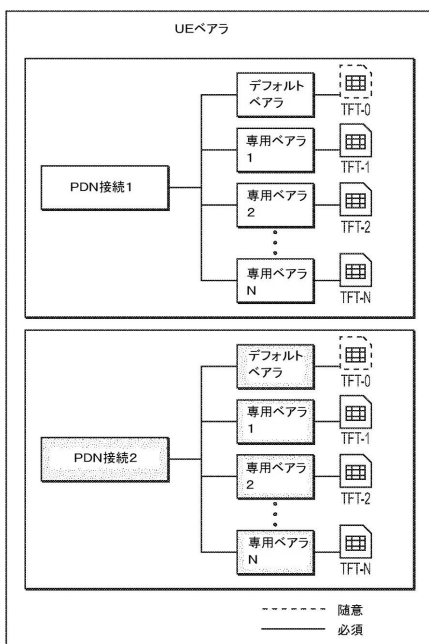 UEベアラ
デフォルト
ベアラ
TFT-0
専用ベアラ
1
TFT-1
PDN接続1
専用ベアラ
2
TFT-2
専用ベアラ
N
TFT-N
デフォルト
ベアラ
TFT-0
専用ベアラ
1
TFT-1
PDN接続2
専用ベアラ
2
TFT-2
専用ベアラ
N
TFT-N
随意
必須